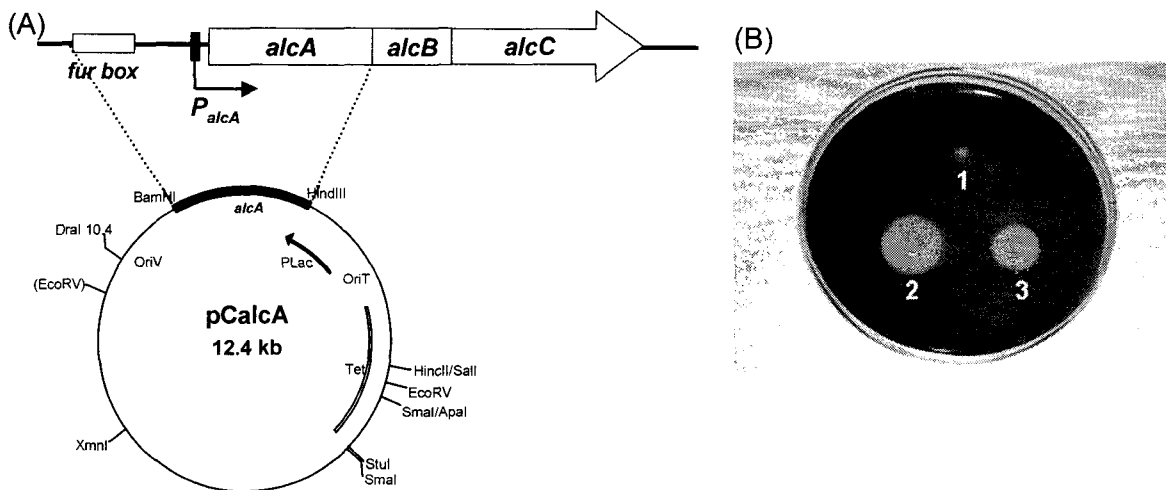 (A)
alcA alcB alcC
fur box
PalcA
BamHI
HindIII
alcA
DraI 10.4
OriV
PLac
OriT
(EcoRV)
pCalcA
12.4 kb
Tet
HincII/SalI
EcoRV
SmaI/ApaI
XmnI
StuI
SmaI
(B)
1
2
3